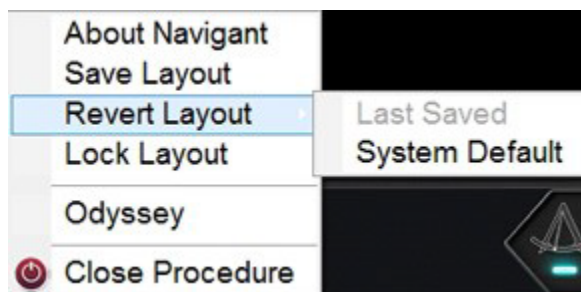 About Navigant
Save Layout
Revert Layout
Lock Layout
Odyssey
Close Procedure
Last Saved
System Default